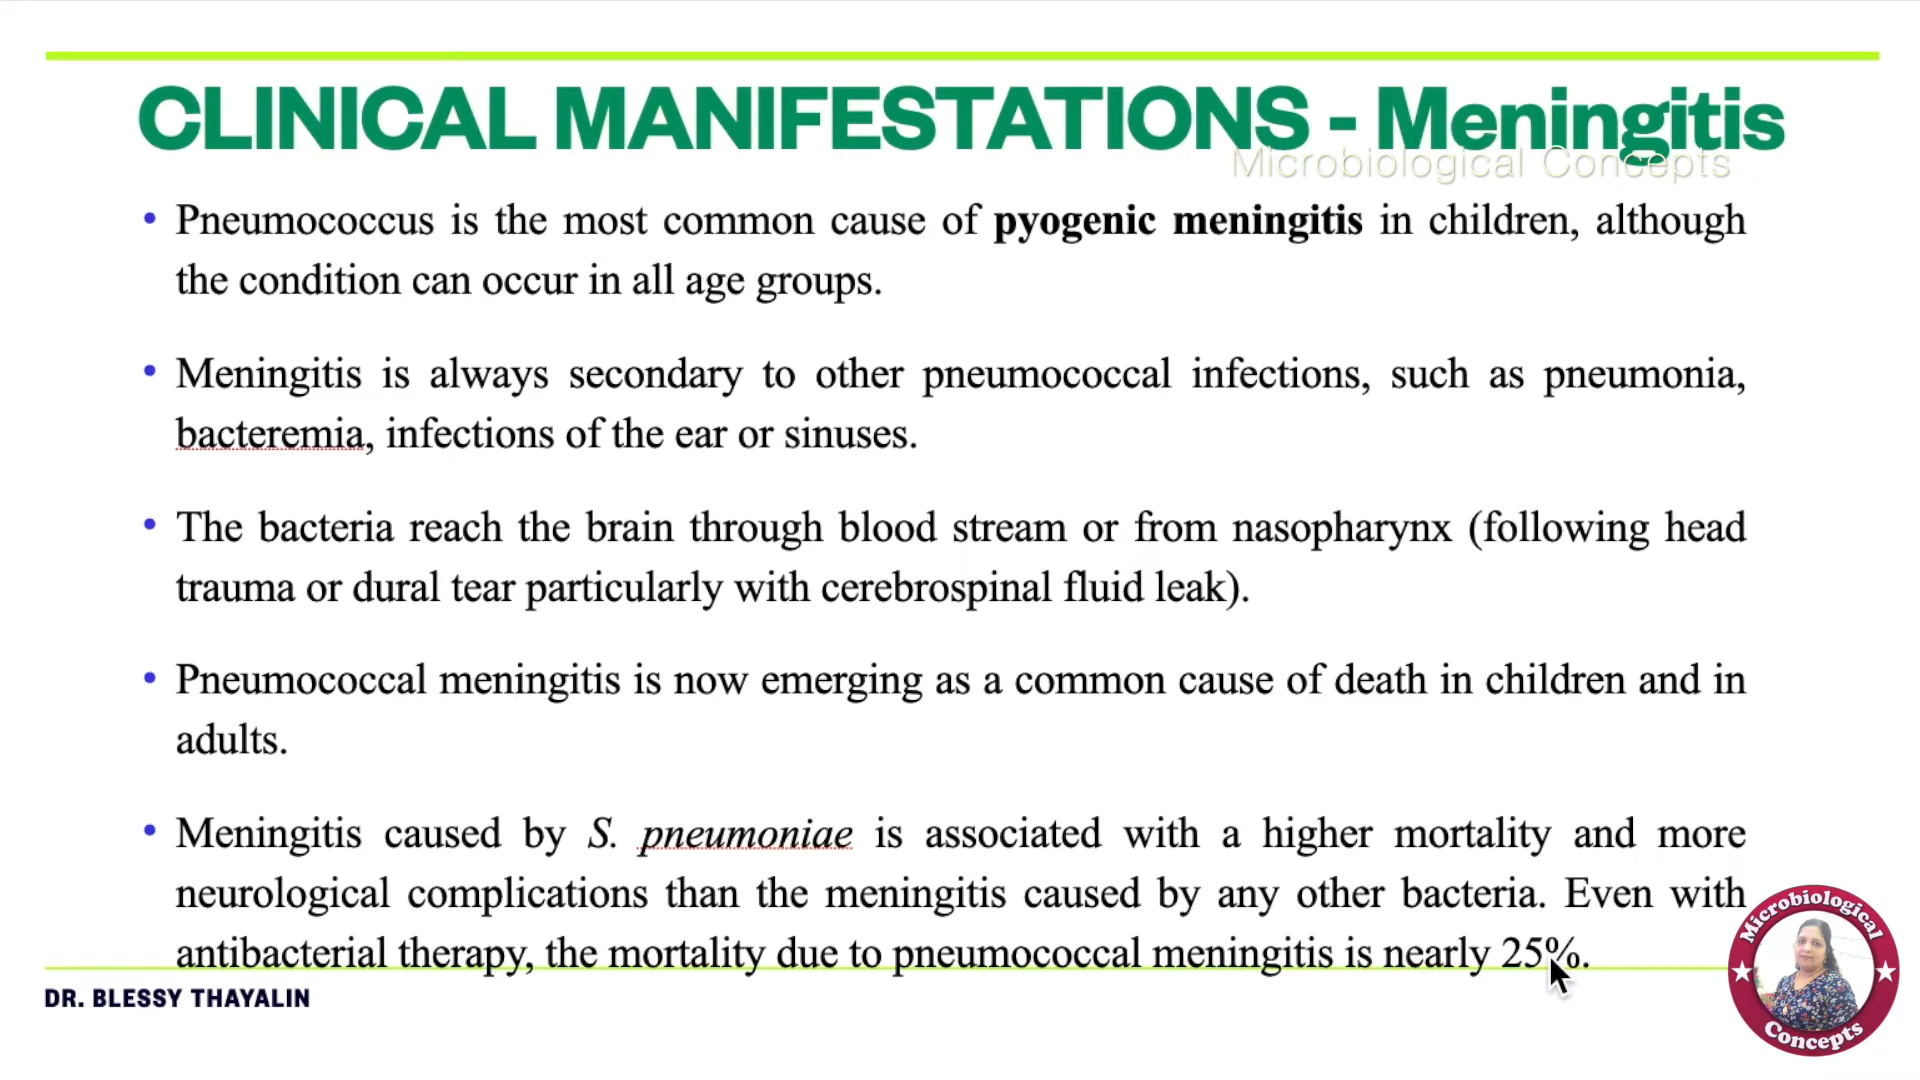 CLINICAL MANIFESTATIONS - Meningitis
Microbiological Concepts
• Pneumococcus is the most common cause of pyogenic meningitis in children, although
the condition can occur in all age groups.
• Meningitis is always secondary to other pneumococcal infections, such as pneumonia,
bacteremia, infections of the ear or sinuses.
• The bacteria reach the brain through blood stream or from nasopharynx (following head
trauma or dural tear particularly with cerebrospinal fluid leak).
• Pneumococcal meningitis is now emerging as a common cause of death in children and in
adults.
• Meningitis caused by S. pneumoniae is associated with a higher mortality and more
neurological complications than the meningitis caused by any other bacteria. Even with
antibacterial therapy, the mortality due to pneumococcal meningitis is nearly 25%.
DR. BLESSY THAYALIN
Microbiological
Concepts